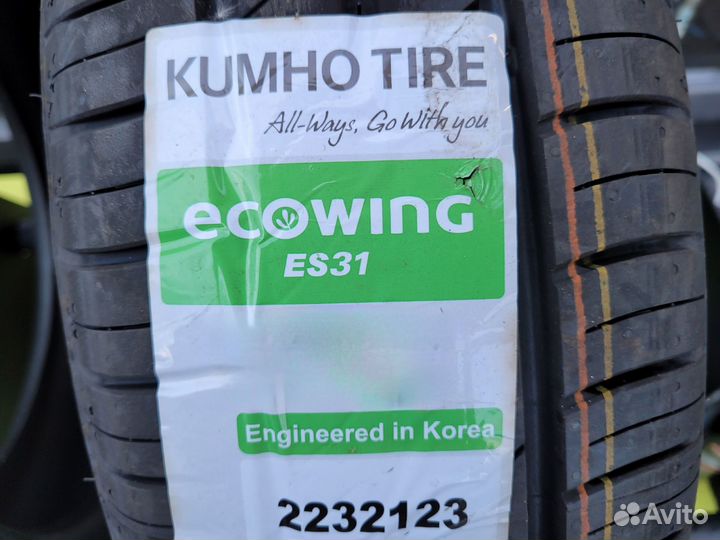 KUMHO TIRE
All-Ways, Go With you
ecowing
ES31
Engineered in Korea
2232123
Avito